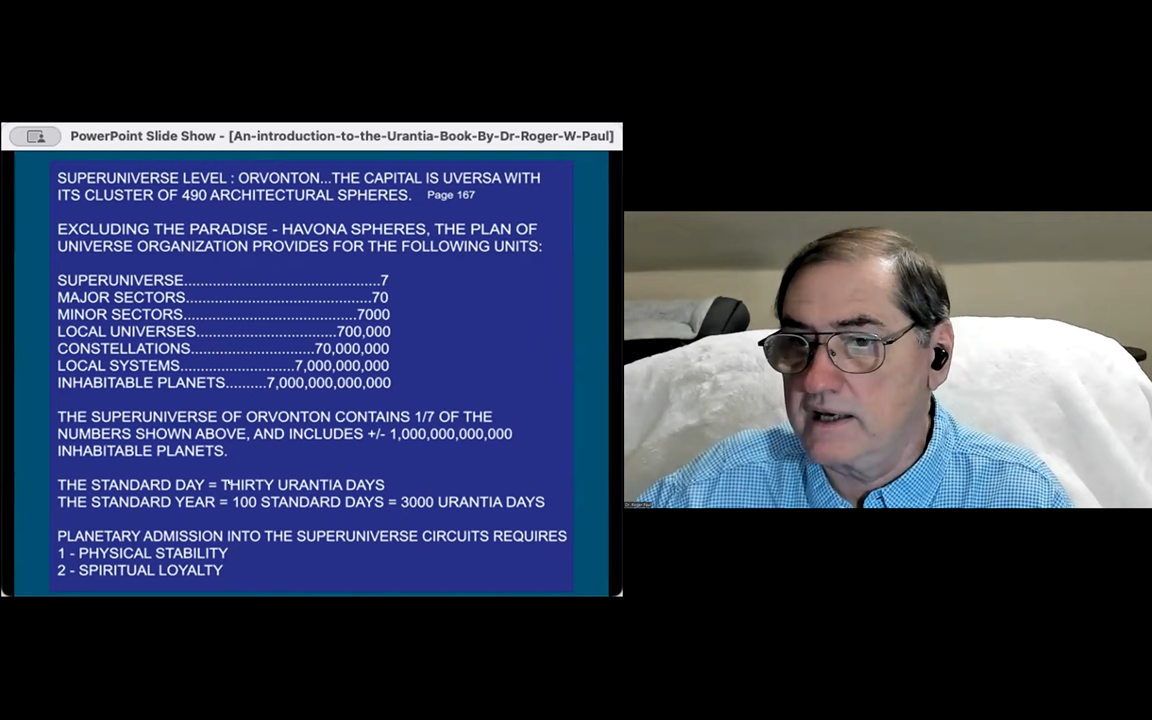 PowerPoint Slide Show - [An-introduction-to-the-Urantia-Book-By-Dr-Roger-W-Paul]
SUPERUNIVERSE LEVEL : ORVONTON...THE CAPITAL IS UVERSA WITH
ITS CLUSTER OF 490 ARCHITECTURAL SPHERES. Page 167
EXCLUDING THE PARADISE - HAVONA SPHERES, THE PLAN OF
UNIVERSE ORGANIZATION PROVIDES FOR THE FOLLOWING UNITS:
SUPERUNIVERSE..............................................7
MAJOR SECTORS...........................................70
MINOR SECTORS........................................7000
LOCAL UNIVERSES.................................700,000
CONSTELLATIONS.............................70,000,000
LOCAL SYSTEMS..........................7,000,000,000
INHABITABLE PLANETS..........7,000,000,000,000
THE SUPERUNIVERSE OF ORVONTON CONTAINS 1/7 OF THE
NUMBERS SHOWN ABOVE, AND INCLUDES +/- 1,000,000,000,000
INHABITABLE PLANETS.
THE STANDARD DAY = THIRTY URANTIA DAYS
THE STANDARD YEAR = 100 STANDARD DAYS = 3000 URANTIA DAYS
PLANETARY ADMISSION INTO THE SUPERUNIVERSE CIRCUITS REQUIRES
1 - PHYSICAL STABILITY
2 - SPIRITUAL LOYALTY
Dr. Roger Paul